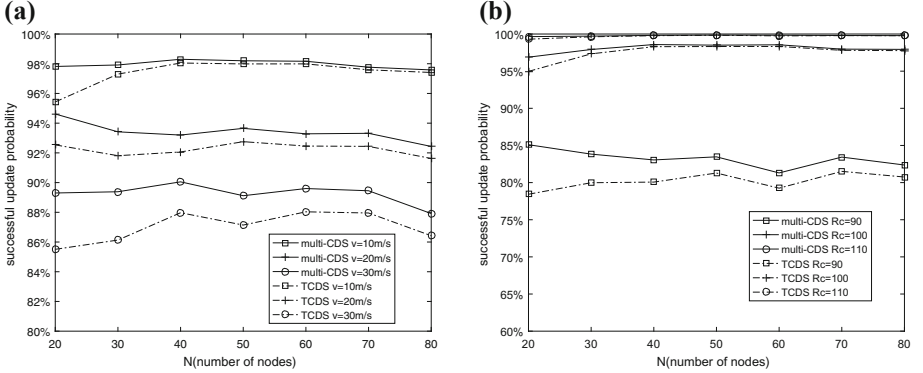 (a)
successful update probability
100%
98%
96%
94%
92%
90%
88%
86%
84%
82%
80%
20 30 40 50 60 70 80
N(number of nodes)
multi-CDS v=10m/s
multi-CDS v=20m/s
multi-CDS v=30m/s
TCDS v=10m/s
TCDS v=20m/s
TCDS v=30m/s
(b)
successful update probability
100%
95%
90%
85%
80%
75%
70%
65%
60%
20 30 40 50 60 70 80
N(number of nodes)
multi-CDS Rc=90
multi-CDS Rc=100
multi-CDS Rc=110
TCDS Rc=90
TCDS Rc=100
TCDS Rc=110